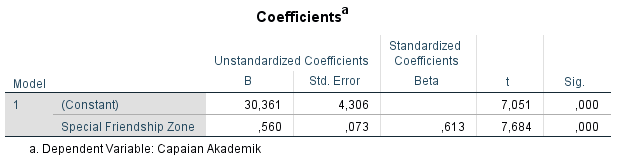 Coefficientsa
Unstandardized Coefficients Standardized Coefficients
Model B Std. Error Beta t Sig.
1 (Constant) 30,361 4,306 7,051 ,000
Special Friendship Zone ,560 ,073 ,613 7,684 ,000
a. Dependent Variable: Capaian Akademik